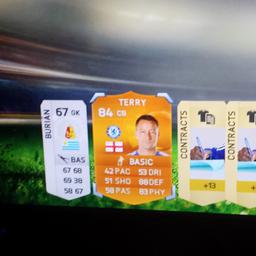 67 GK
BURIAN
BAS
67 68
69 38
58 67
TERRY
84 CB
BASIC
42 PAC 53 DRI
51 SHO 88 DEF
58 PAS 83 PHY
CONTRACTS
+13
CONTRACTS